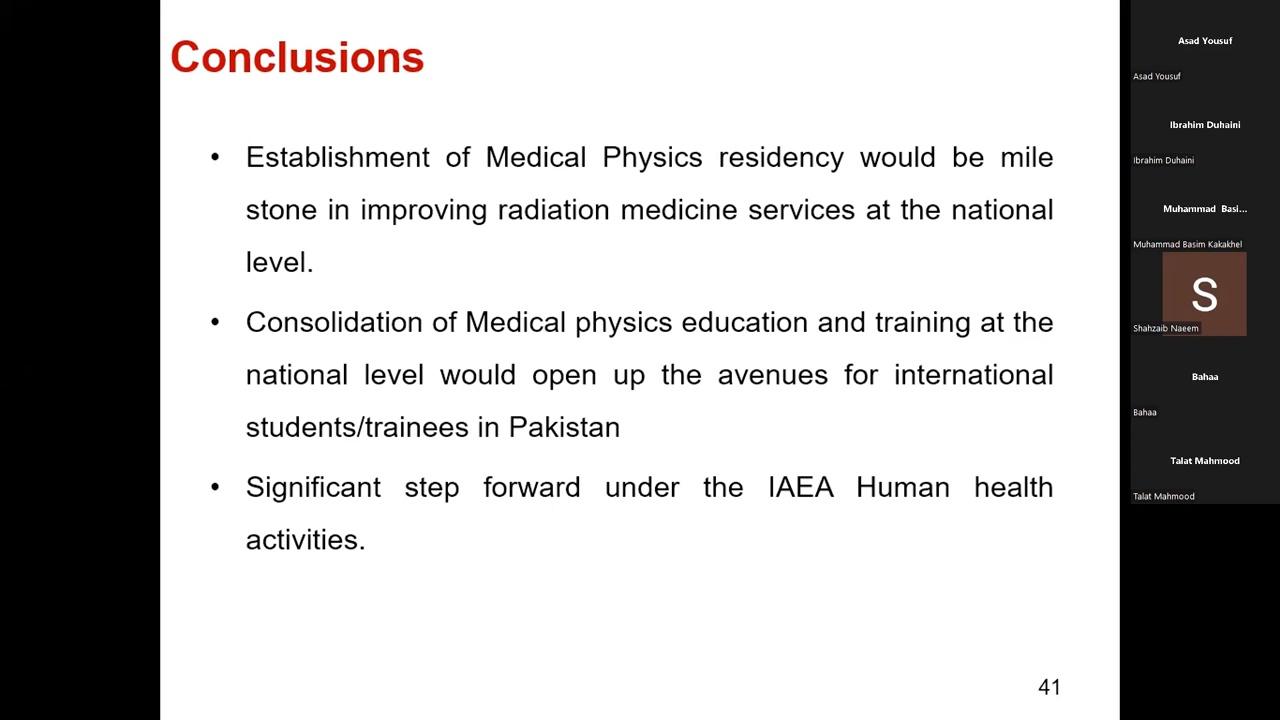 Conclusions
• Establishment of Medical Physics residency would be mile
stone in improving radiation medicine services at the national
level.
• Consolidation of Medical physics education and training at the
national level would open up the avenues for international
students/trainees in Pakistan
• Significant step forward under the IAEA Human health
activities.
41
Asad Yousuf
Asad Yousuf
Ibrahim Duhaini
Ibrahim Duhaini
Muhammad Basi...
Muhammad Basim Kakakhel
S
Shahzaib Naeem
Bahaa
Bahaa
Talat Mahmood
Talat Mahmood